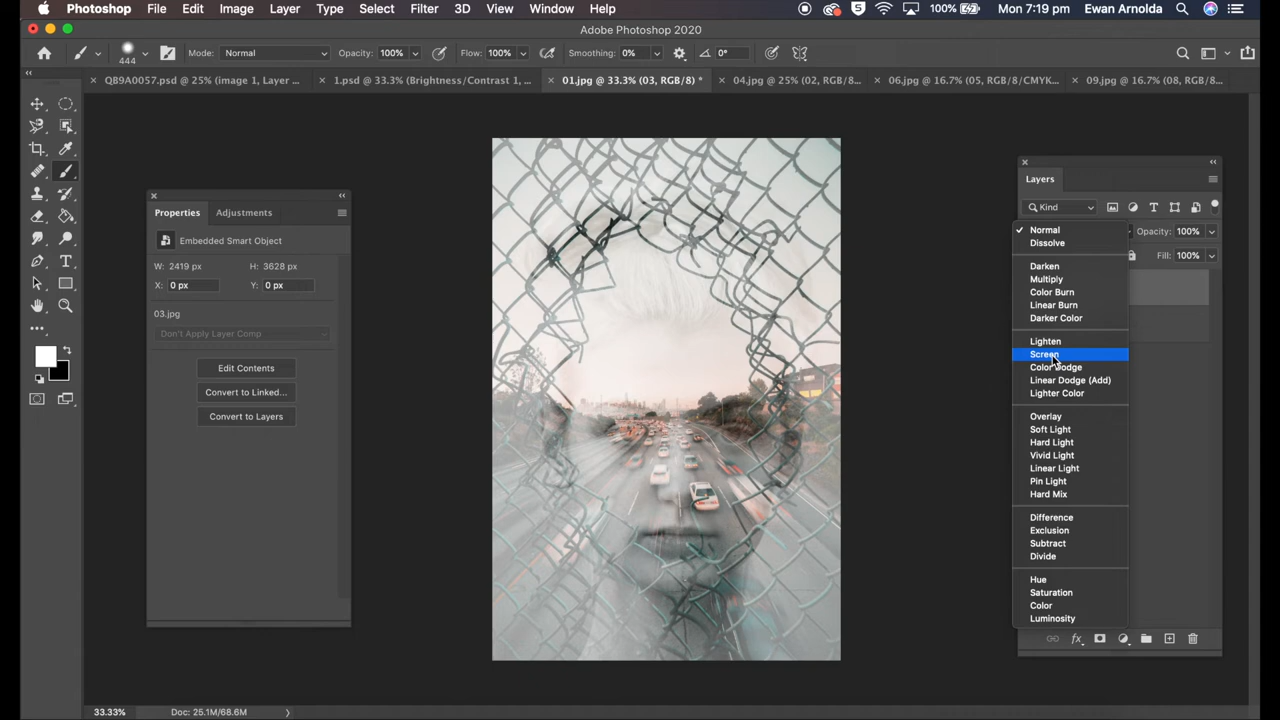 Photoshop File Edit Image Layer Type Select Filter 3D View Window Help 5 100% Mon 7:19 pm Ewan Arnolda
Adobe Photoshop 2020
444 Mode: Normal Opacity: 100% Flow: 100% Smoothing: 0% 0°
QB9A0057.psd @ 25% (image 1, Layer ... 1.psd @ 33.3% (Brightness/Contrast 1, ... 01.jpg @ 33.3% (03, RGB/8) * 04.jpg @ 25% (02, RGB/8... 06.jpg @ 16.7% (05, RGB/8/CMYK... 09.jpg @ 16.7% (08, RGB/8...
Properties Adjustments
Embedded Smart Object
W: 2419 px H: 3628 px
X: 0 px Y: 0 px
03.jpg
Don't Apply Layer Comp
Edit Contents
Convert to Linked...
Convert to Layers
Layers
Kind
Opacity: 100%
Fill: 100%
Normal
Dissolve
Darken
Multiply
Color Burn
Linear Burn
Darker Color
Lighten
Screen
Color Dodge
Linear Dodge (Add)
Lighter Color
Overlay
Soft Light
Hard Light
Vivid Light
Linear Light
Pin Light
Hard Mix
Difference
Exclusion
Subtract
Divide
Hue
Saturation
Color
Luminosity
fx
33.33% Doc: 25.1M/68.6M